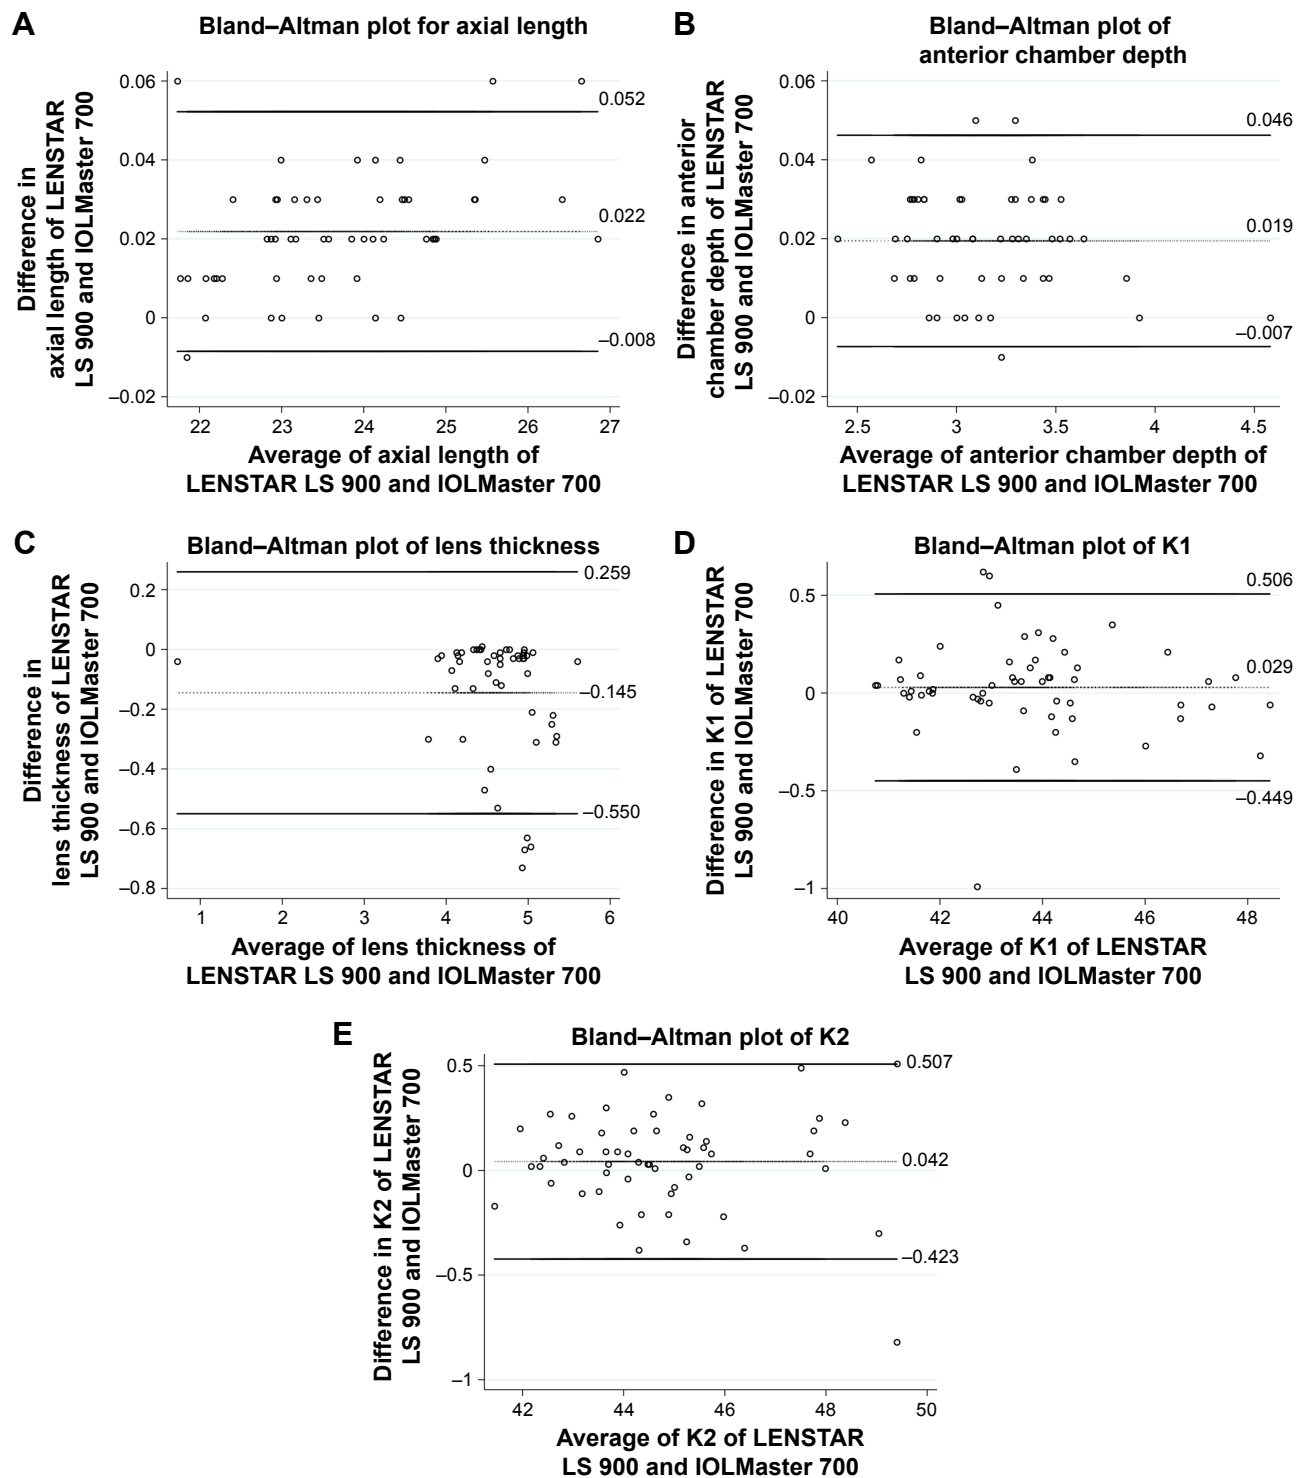 A
Bland–Altman plot for axial length
Difference in
axial length of LENSTAR
LS 900 and IOLMaster 700
0.06
0.04
0.02
0
–0.02
0.052
0.022
–0.008
22 23 24 25 26 27
Average of axial length of
LENSTAR LS 900 and IOLMaster 700
B
Bland–Altman plot of
anterior chamber depth
Difference in anterior
chamber depth of LENSTAR
LS 900 and IOLMaster 700
0.06
0.04
0.02
0
–0.02
0.046
0.019
–0.007
2.5 3 3.5 4 4.5
Average of anterior chamber depth of
LENSTAR LS 900 and IOLMaster 700
C
Bland–Altman plot of lens thickness
Difference in
lens thickness of LENSTAR
LS 900 and IOLMaster 700
0.2
0
–0.2
–0.4
–0.6
–0.8
0.259
–0.145
–0.550
1 2 3 4 5 6
Average of lens thickness of
LENSTAR LS 900 and IOLMaster 700
D
Bland–Altman plot of K1
Difference in K1 of LENSTAR
LS 900 and IOLMaster 700
0.5
0
–0.5
–1
0.506
0.029
–0.449
40 42 44 46 48
Average of K1 of LENSTAR
LS 900 and IOLMaster 700
E
Bland–Altman plot of K2
Difference in K2 of LENSTAR
LS 900 and IOLMaster 700
0.5
0
–0.5
–1
0.507
0.042
–0.423
42 44 46 48 50
Average of K2 of LENSTAR
LS 900 and IOLMaster 700